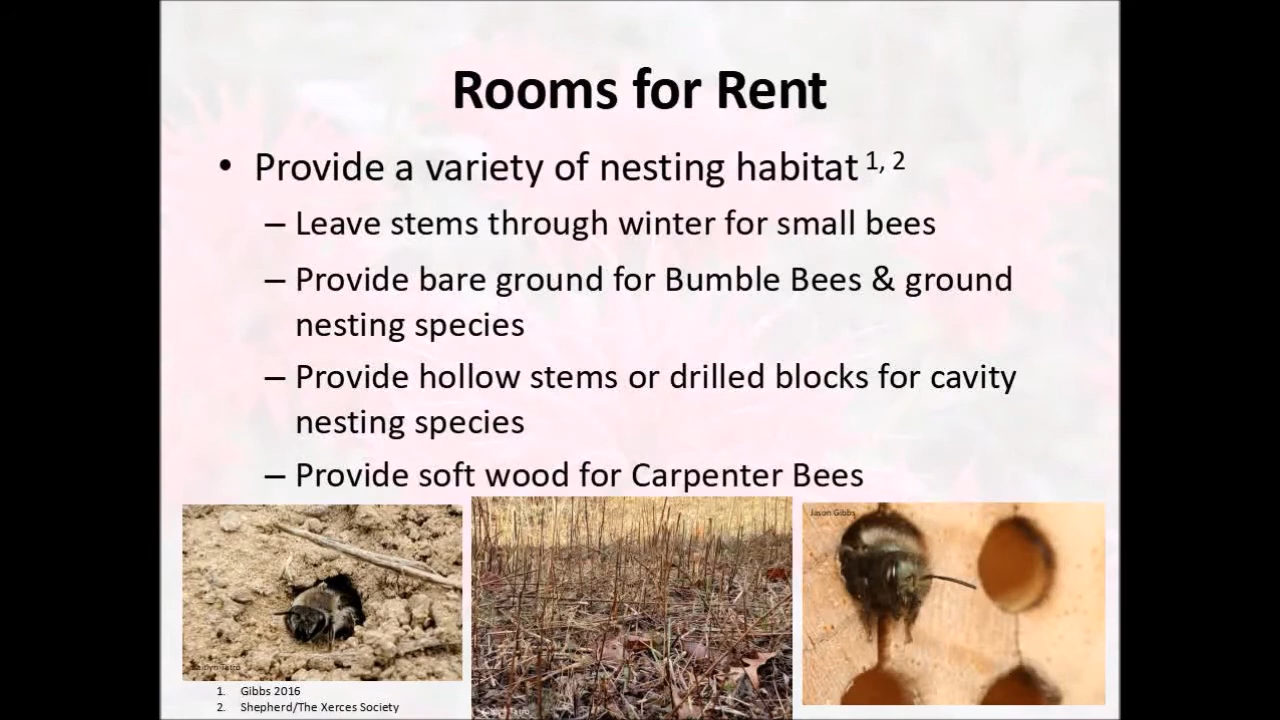 Rooms for Rent
• Provide a variety of nesting habitat 1, 2
– Leave stems through winter for small bees
– Provide bare ground for Bumble Bees & ground
nesting species
– Provide hollow stems or drilled blocks for cavity
nesting species
– Provide soft wood for Carpenter Bees
Jason Gibbs
Tatro
Tatro
1. Gibbs 2016
2. Shepherd/The Xerces Society